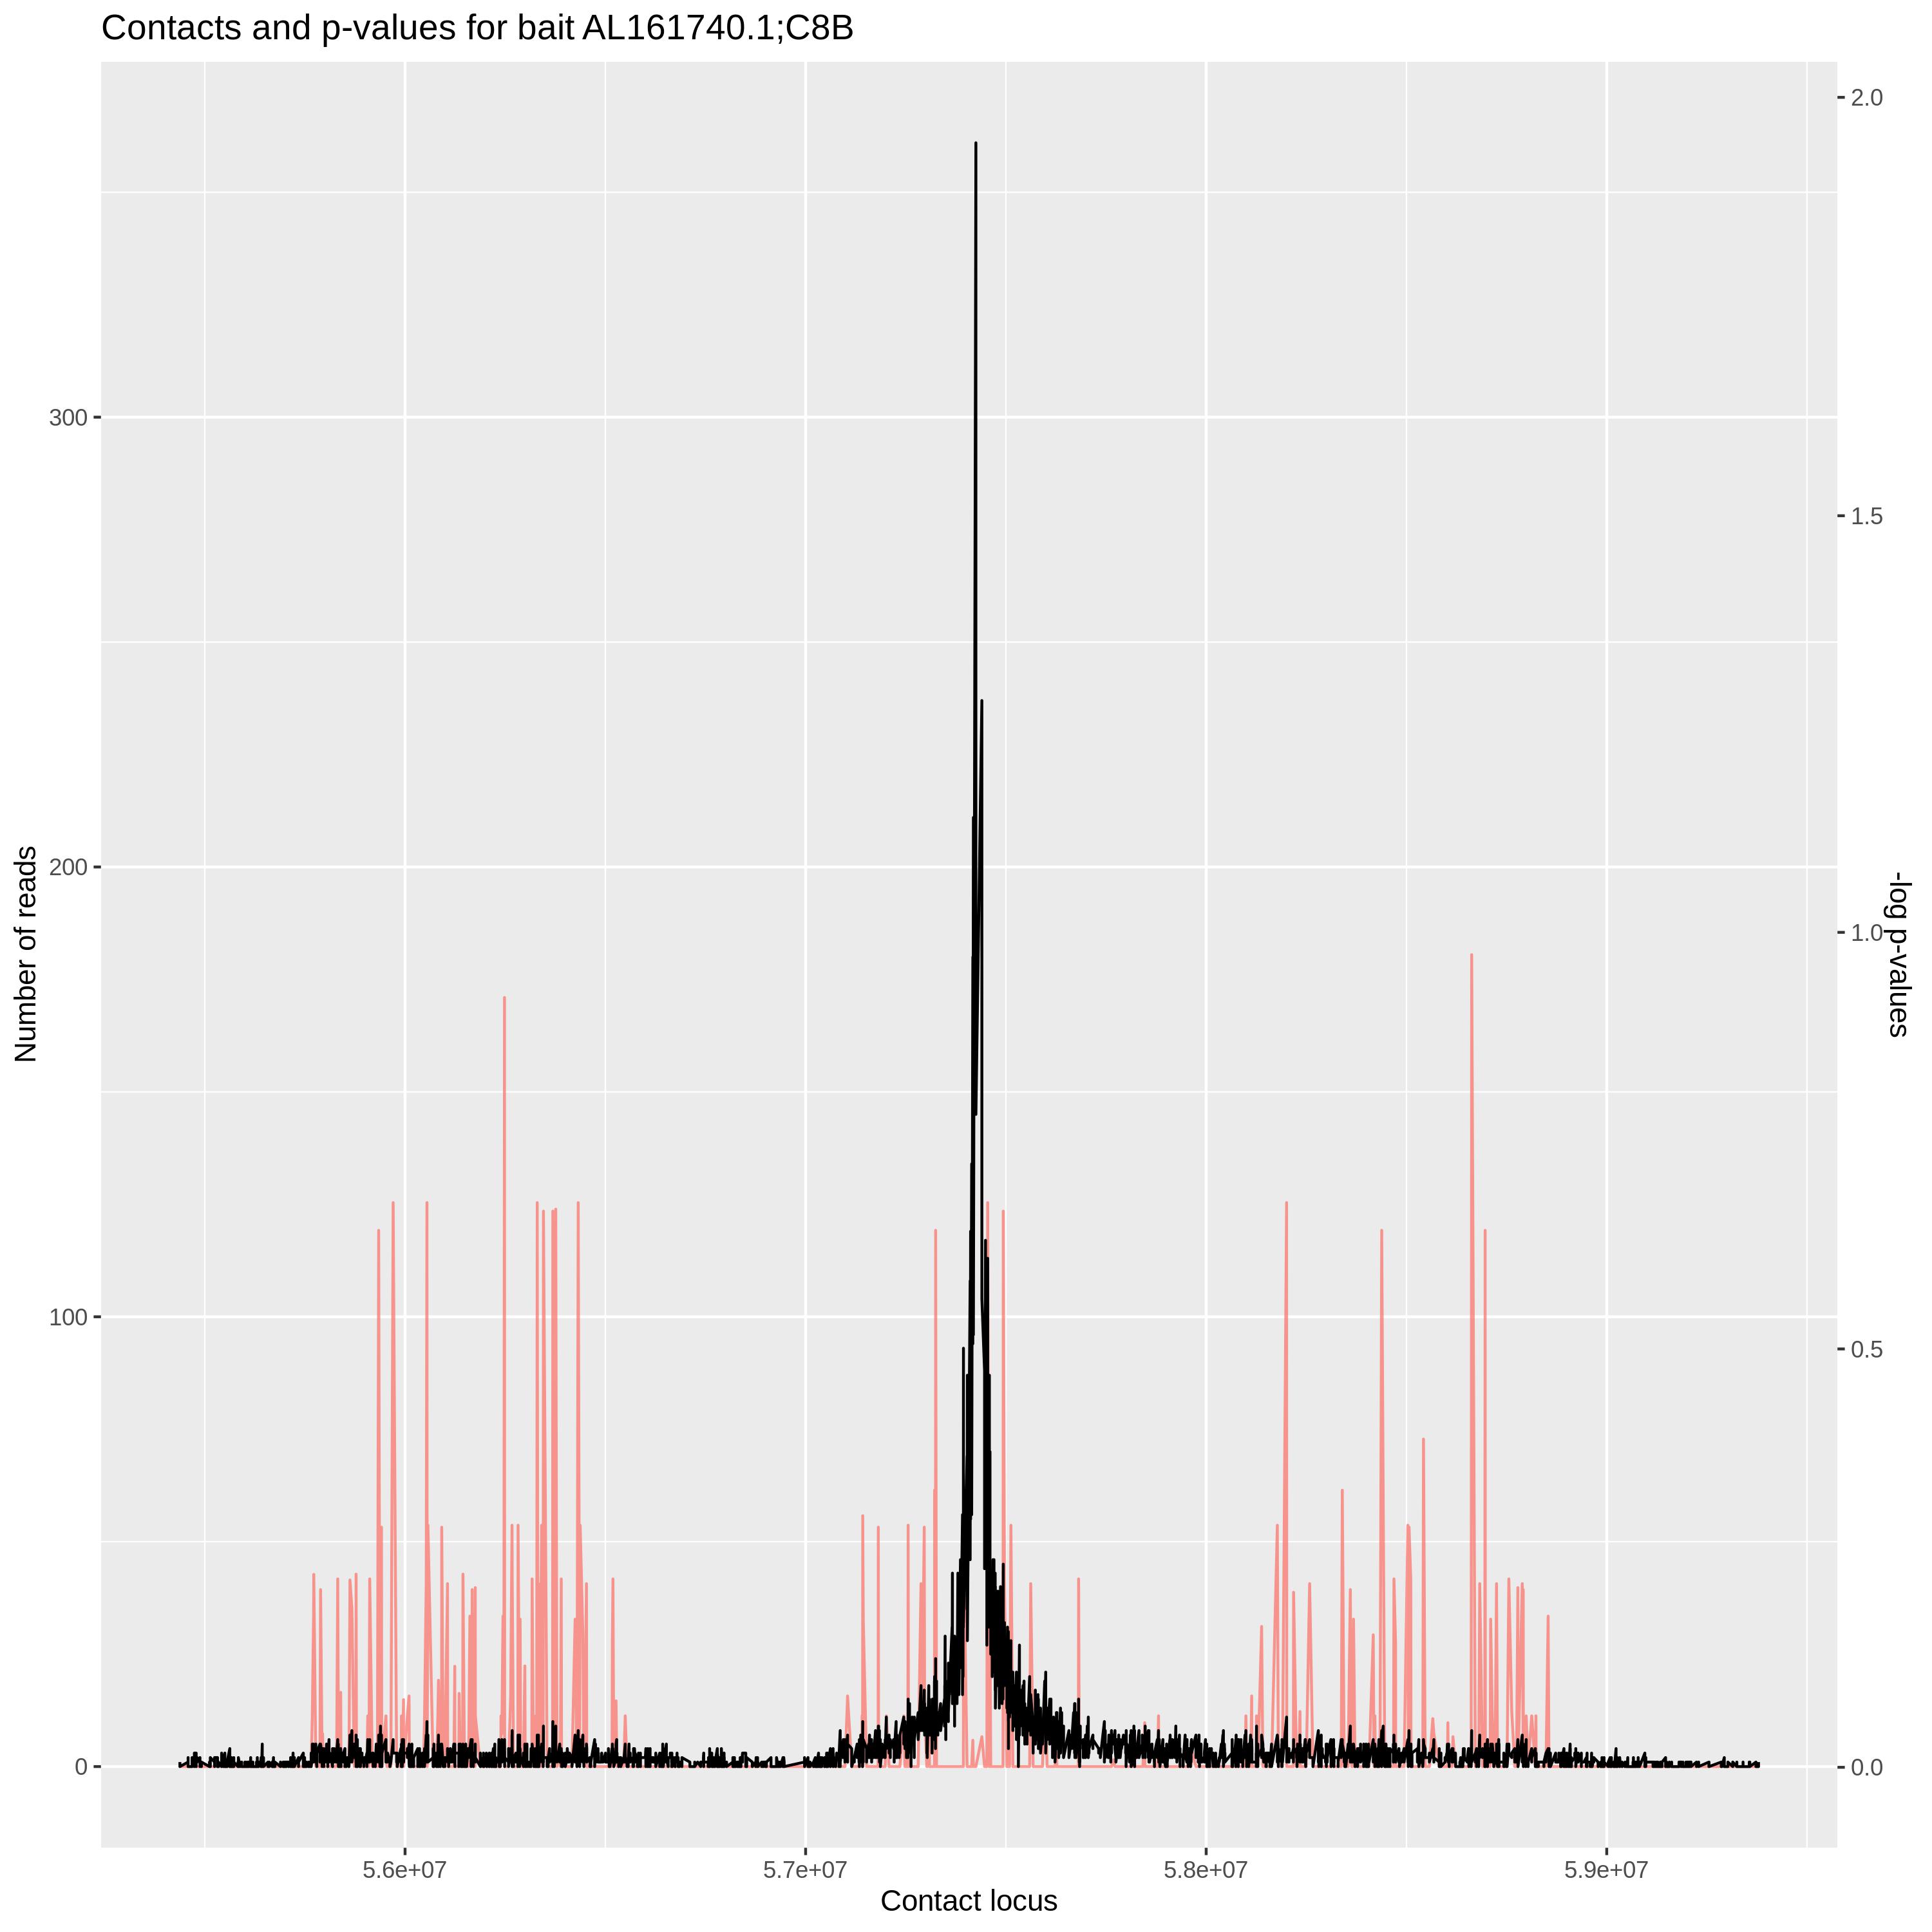 Contacts and p-values for bait AL161740.1;C8B
Number of reads
300
200
100
0
2.0
1.5
1.0
0.5
0.0
-log p-values
5.6e+07
5.7e+07
5.8e+07
5.9e+07
Contact locus